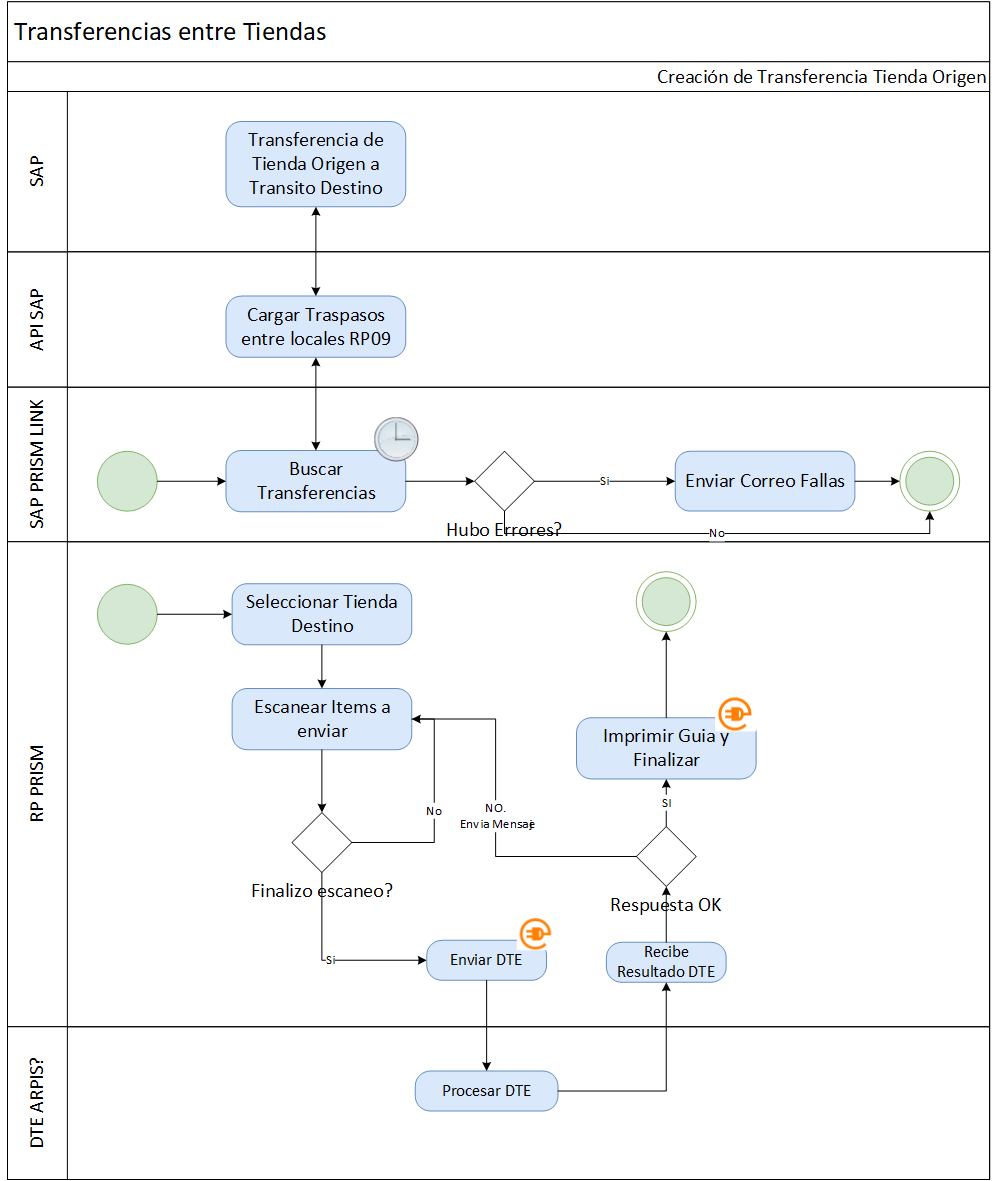 Transferencias entre Tiendas
Creación de Transferencia Tienda Origen
SAP
Transferencia de
Tienda Origen a
Transito Destino
API SAP
Cargar Traspasos
entre locales RP09
SAP PRISM LINK
Buscar
Transferencias
Hubo Errores?
Si
No
Enviar Correo Fallas
RP PRISM
Seleccionar Tienda
Destino
Escanear Items a
enviar
No
Finalizo escaneo?
Si
Enviar DTE
NO.
Envia Mensaje
Imprimir Guia y
Finalizar
SI
Respuesta OK
Recibe
Resultado DTE
DTE ARPIS?
Procesar DTE